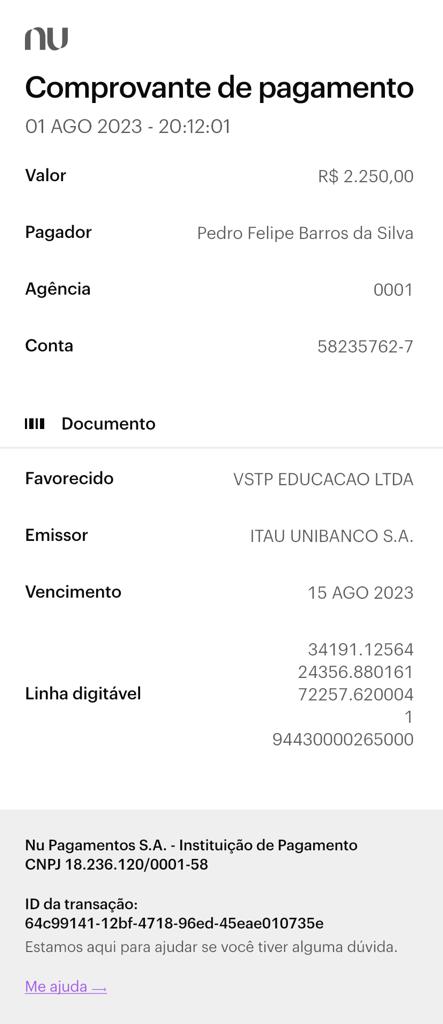 nu
Comprovante de pagamento
01 AGO 2023 - 20:12:01
Valor R$ 2.250,00
Pagador Pedro Felipe Barros da Silva
Agência 0001
Conta 58235762-7
Documento
Favorecido VSTP EDUCACAO LTDA
Emissor ITAU UNIBANCO S.A.
Vencimento 15 AGO 2023
34191.12564
24356.880161
Linha digitável 72257.620004
1
94430000265000
Nu Pagamentos S.A. - Instituição de Pagamento
CNPJ 18.236.120/0001-58
ID da transação:
64c99141-12bf-4718-96ed-45eae010735e
Estamos aqui para ajudar se você tiver alguma dúvida.
Me ajuda →